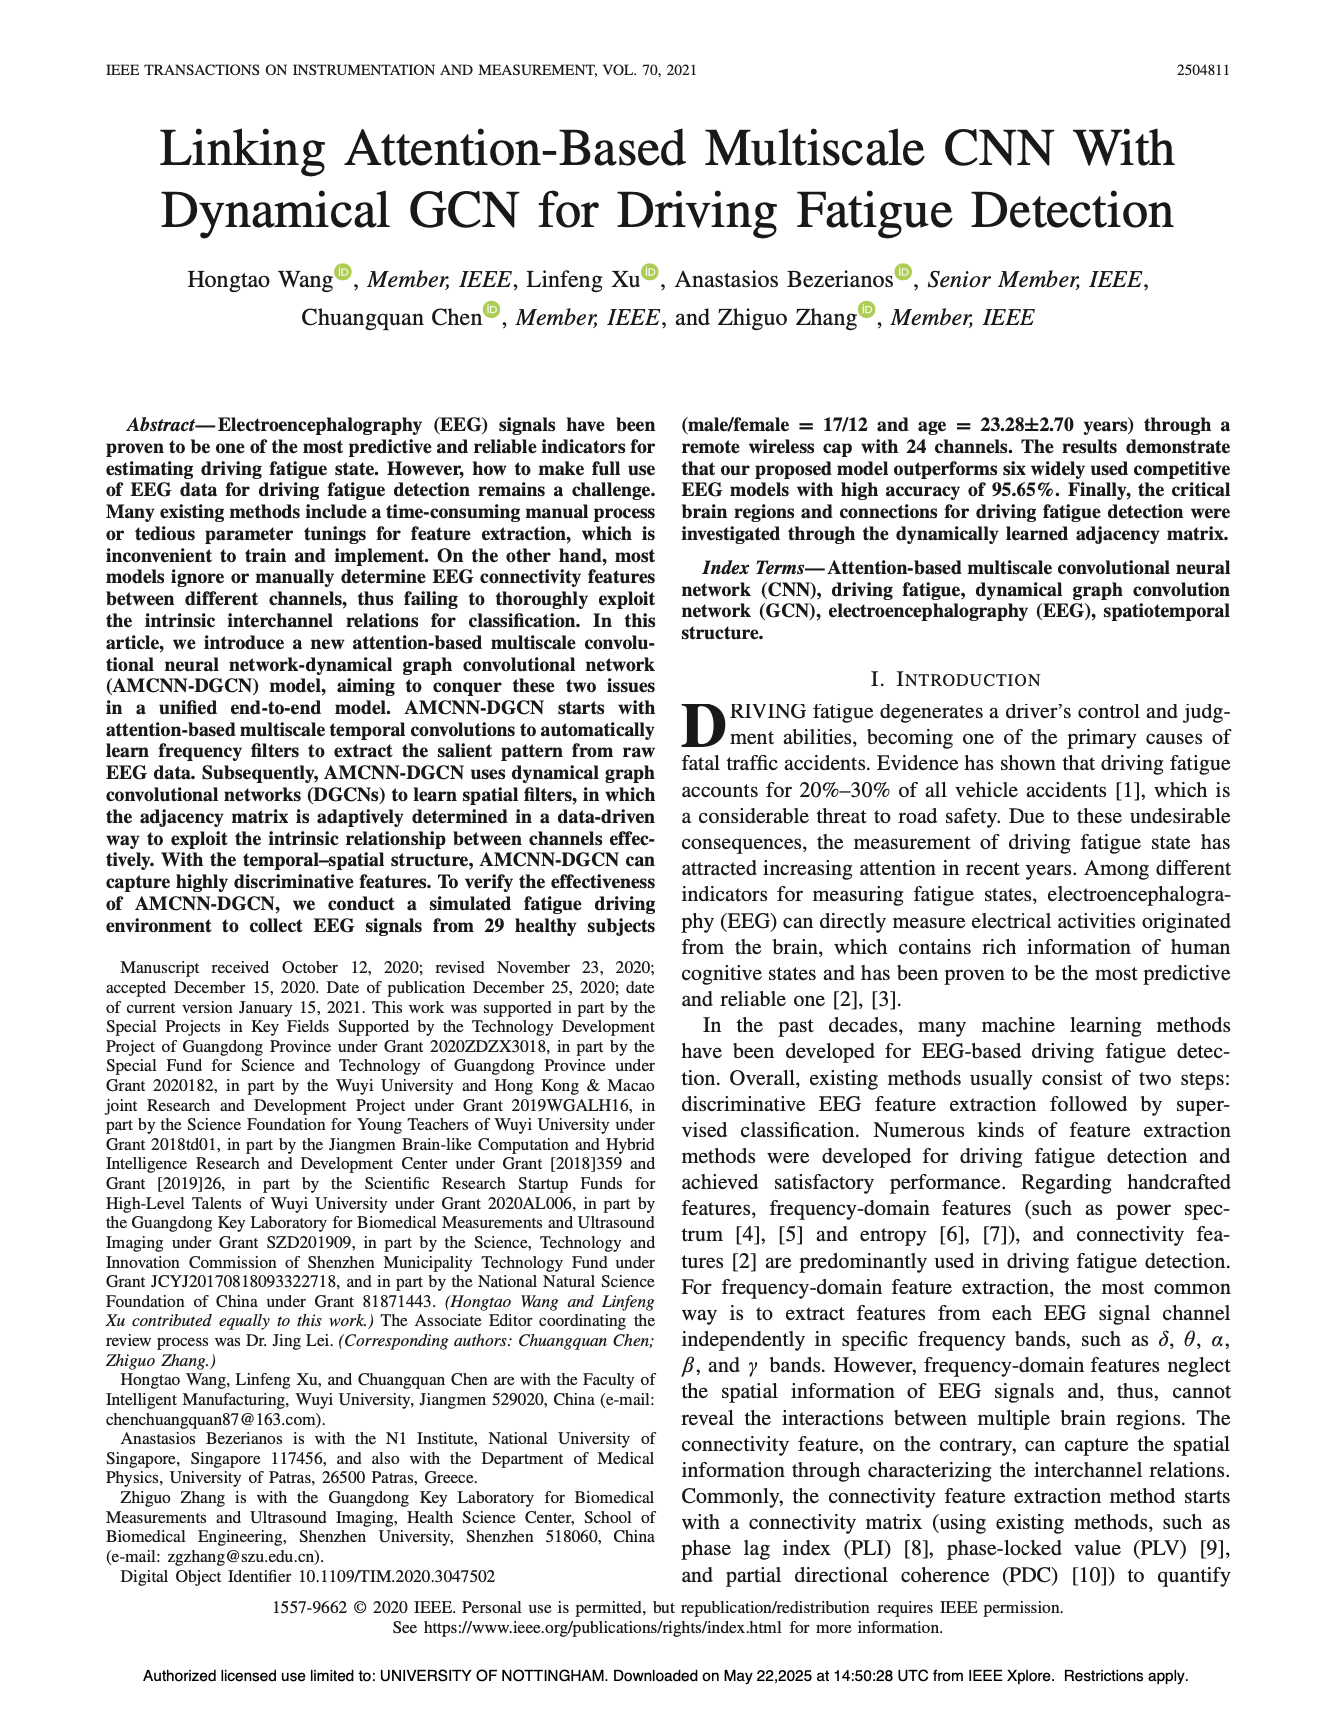 IEEE TRANSACTIONS ON INSTRUMENTATION AND MEASUREMENT, VOL. 70, 2021
2504811
Linking Attention-Based Multiscale CNN With
Dynamical GCN for Driving Fatigue Detection
Hongtao Wang iD, Member, IEEE, Linfeng Xu iD, Anastasios Bezerianos iD, Senior Member, IEEE,
Chuangquan Chen iD, Member, IEEE, and Zhiguo Zhang iD, Member, IEEE
Abstract—Electroencephalography (EEG) signals have been
proven to be one of the most predictive and reliable indicators for
estimating driving fatigue state. However, how to make full use
of EEG data for driving fatigue detection remains a challenge.
Many existing methods include a time-consuming manual process
or tedious parameter tunings for feature extraction, which is
inconvenient to train and implement. On the other hand, most
models ignore or manually determine EEG connectivity features
between different channels, thus failing to thoroughly exploit
the intrinsic interchannel relations for classification. In this
article, we introduce a new attention-based multiscale convolu-
tional neural network-dynamical graph convolutional network
(AMCNN-DGCN) model, aiming to conquer these two issues
in a unified end-to-end model. AMCNN-DGCN starts with
attention-based multiscale temporal convolutions to automatically
learn frequency filters to extract the salient pattern from raw
EEG data. Subsequently, AMCNN-DGCN uses dynamical graph
convolutional networks (DGCNs) to learn spatial filters, in which
the adjacency matrix is adaptively determined in a data-driven
way to exploit the intrinsic relationship between channels effec-
tively. With the temporal–spatial structure, AMCNN-DGCN can
capture highly discriminative features. To verify the effectiveness
of AMCNN-DGCN, we conduct a simulated fatigue driving
environment to collect EEG signals from 29 healthy subjects
Manuscript received October 12, 2020; revised November 23, 2020;
accepted December 15, 2020. Date of publication December 25, 2020; date
of current version January 15, 2021. This work was supported in part by the
Special Projects in Key Fields Supported by the Technology Development
Project of Guangdong Province under Grant 2020ZDZX3018, in part by the
Special Fund for Science and Technology of Guangdong Province under
Grant 2020182, in part by the Wuyi University and Hong Kong & Macao
joint Research and Development Project under Grant 2019WGALH16, in
part by the Science Foundation for Young Teachers of Wuyi University under
Grant 2018td01, in part by the Jiangmen Brain-like Computation and Hybrid
Intelligence Research and Development Center under Grant [2018]359 and
Grant [2019]26, in part by the Scientific Research Startup Funds for
High-Level Talents of Wuyi University under Grant 2020AL006, in part by
the Guangdong Key Laboratory for Biomedical Measurements and Ultrasound
Imaging under Grant SZD201909, in part by the Science, Technology and
Innovation Commission of Shenzhen Municipality Technology Fund under
Grant JCYJ20170818093322718, and in part by the National Natural Science
Foundation of China under Grant 81871443. (Hongtao Wang and Linfeng
Xu contributed equally to this work.) The Associate Editor coordinating the
review process was Dr. Jing Lei. (Corresponding authors: Chuangquan Chen;
Zhiguo Zhang.)
Hongtao Wang, Linfeng Xu, and Chuangquan Chen are with the Faculty of
Intelligent Manufacturing, Wuyi University, Jiangmen 529020, China (e-mail:
chenchuangquan87@163.com).
Anastasios Bezerianos is with the N1 Institute, National University of
Singapore, Singapore 117456, and also with the Department of Medical
Physics, University of Patras, 26500 Patras, Greece.
Zhiguo Zhang is with the Guangdong Key Laboratory for Biomedical
Measurements and Ultrasound Imaging, Health Science Center, School of
Biomedical Engineering, Shenzhen University, Shenzhen 518060, China
(e-mail: zgzhang@szu.edu.cn).
Digital Object Identifier 10.1109/TIM.2020.3047502
(male/female = 17/12 and age = 23.28±2.70 years) through a
remote wireless cap with 24 channels. The results demonstrate
that our proposed model outperforms six widely used competitive
EEG models with high accuracy of 95.65%. Finally, the critical
brain regions and connections for driving fatigue detection were
investigated through the dynamically learned adjacency matrix.
Index Terms—Attention-based multiscale convolutional neural
network (CNN), driving fatigue, dynamical graph convolution
network (GCN), electroencephalography (EEG), spatiotemporal
structure.
I. INTRODUCTION
DRIVING fatigue degenerates a driver's control and judg-
ment abilities, becoming one of the primary causes of
fatal traffic accidents. Evidence has shown that driving fatigue
accounts for 20%–30% of all vehicle accidents [1], which is
a considerable threat to road safety. Due to these undesirable
consequences, the measurement of driving fatigue state has
attracted increasing attention in recent years. Among different
indicators for measuring fatigue states, electroencephalogra-
phy (EEG) can directly measure electrical activities originated
from the brain, which contains rich information of human
cognitive states and has been proven to be the most predictive
and reliable one [2], [3].
In the past decades, many machine learning methods
have been developed for EEG-based driving fatigue detec-
tion. Overall, existing methods usually consist of two steps:
discriminative EEG feature extraction followed by super-
vised classification. Numerous kinds of feature extraction
methods were developed for driving fatigue detection and
achieved satisfactory performance. Regarding handcrafted
features, frequency-domain features (such as power spec-
trum [4], [5] and entropy [6], [7]), and connectivity fea-
tures [2] are predominantly used in driving fatigue detection.
For frequency-domain feature extraction, the most common
way is to extract features from each EEG signal channel
independently in specific frequency bands, such as δ, θ, α,
β, and γ bands. However, frequency-domain features neglect
the spatial information of EEG signals and, thus, cannot
reveal the interactions between multiple brain regions. The
connectivity feature, on the contrary, can capture the spatial
information through characterizing the interchannel relations.
Commonly, the connectivity feature extraction method starts
with a connectivity matrix (using existing methods, such as
phase lag index (PLI) [8], phase-locked value (PLV) [9],
and partial directional coherence (PDC) [10]) to quantify
1557-9662 © 2020 IEEE. Personal use is permitted, but republication/redistribution requires IEEE permission.
See https://www.ieee.org/publications/rights/index.html for more information.
Authorized licensed use limited to: UNIVERSITY OF NOTTINGHAM. Downloaded on May 22,2025 at 14:50:28 UTC from IEEE Xplore. Restrictions apply.